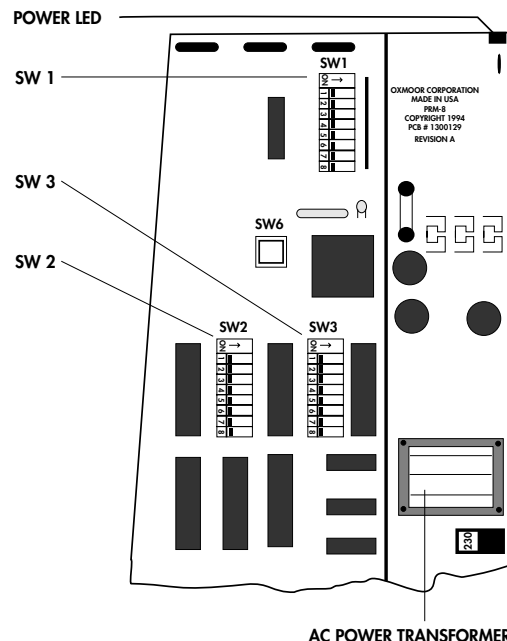 POWER LED
SW 1
SW1
ON →
1
2
3
4
5
6
7
8
OXMOOR CORPORATION
MADE IN USA
PRM-8
COPYRIGHT 1994
PCB # 1300129
REVISION A
SW 3
SW6
SW 2
SW2
ON →
1
2
3
4
5
6
7
8
SW3
ON →
1
2
3
4
5
6
7
8
230
AC POWER TRANSFORMER